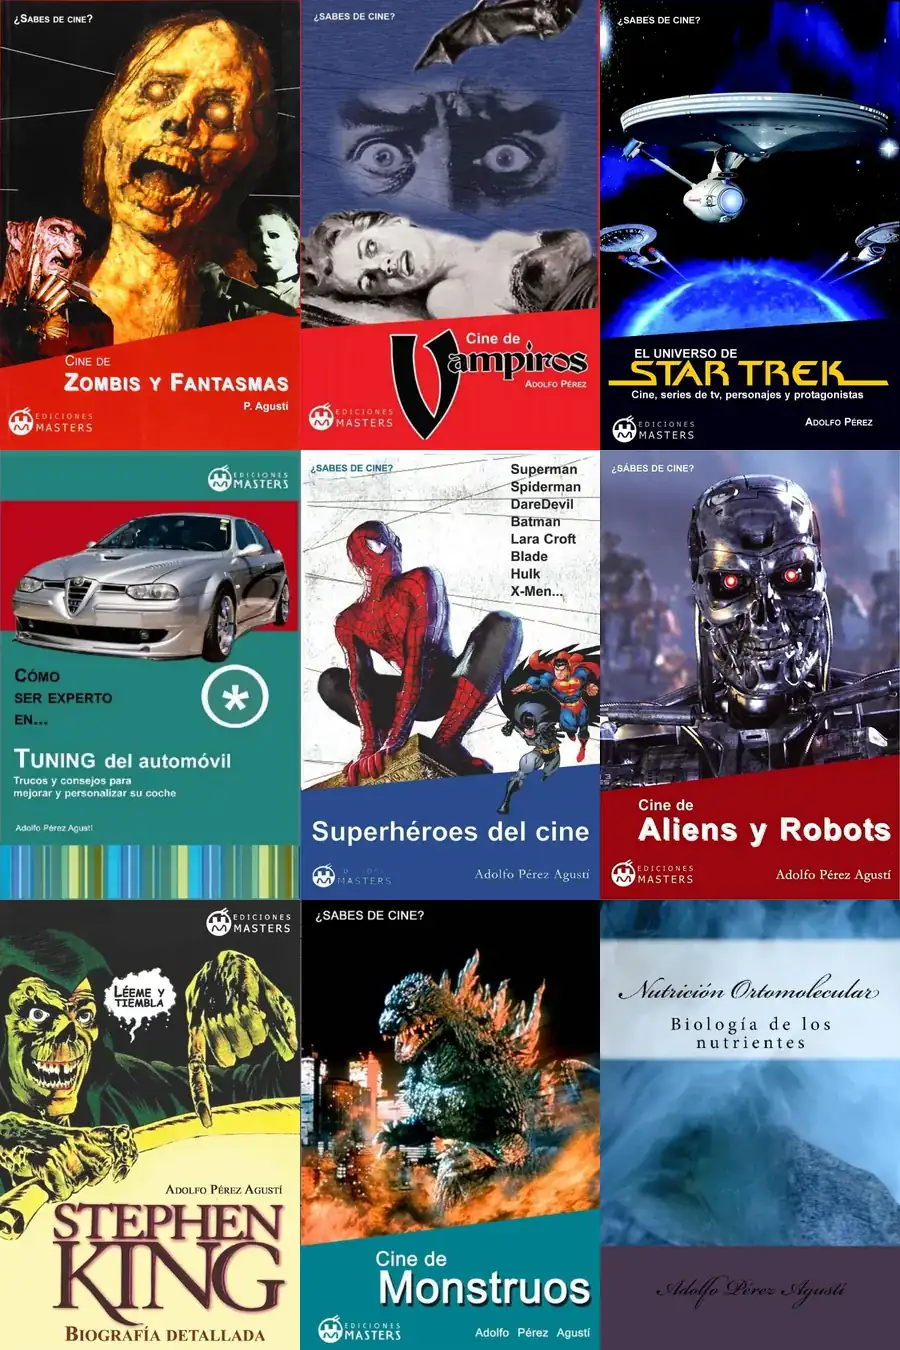 ¿SABES DE CINE?
CINE DE
ZOMBIS Y FANTASMAS
P. Agustí
EDICIONES
MASTERS
¿SABES DE CINE?
Cine de
Vampiros
ADOLFO PÉREZ
EDICIONES
MASTERS
¿SABES DE CINE?
EL UNIVERSO DE
STAR TREK
Cine, series de tv, personajes y protagonistas
ADOLFO PÉREZ
EDICIONES
MASTERS
EDICIONES
MASTERS
CÓMO
SER EXPERTO
EN...
*
TUNING del automóvil
Trucos y consejos para
mejorar y personalizar su coche
Adolfo Pérez Agustí
¿SABES DE CINE?
Superman
Spiderman
DareDevil
Batman
Lara Croft
Blade
Hulk
X-Men...
Superhéroes del cine
MASTERS
Adolfo Pérez Agustí
¿SÁBES DE CINE?
Cine de
Aliens y Robots
EDICIONES
MASTERS
Adolfo Pérez Agustí
EDICIONES
MASTERS
LÉEME Y
TIEMBLA
ADOLFO PÉREZ AGUSTÍ
STEPHEN
KING
BIOGRAFÍA DETALLADA
¿SABES DE CINE?
Cine de
Monstruos
EDICIONES
MASTERS
Adolfo Pérez Agustí
Nutrición Ortomolecular
Biología de los
nutrientes
Adolfo Pérez Agustí